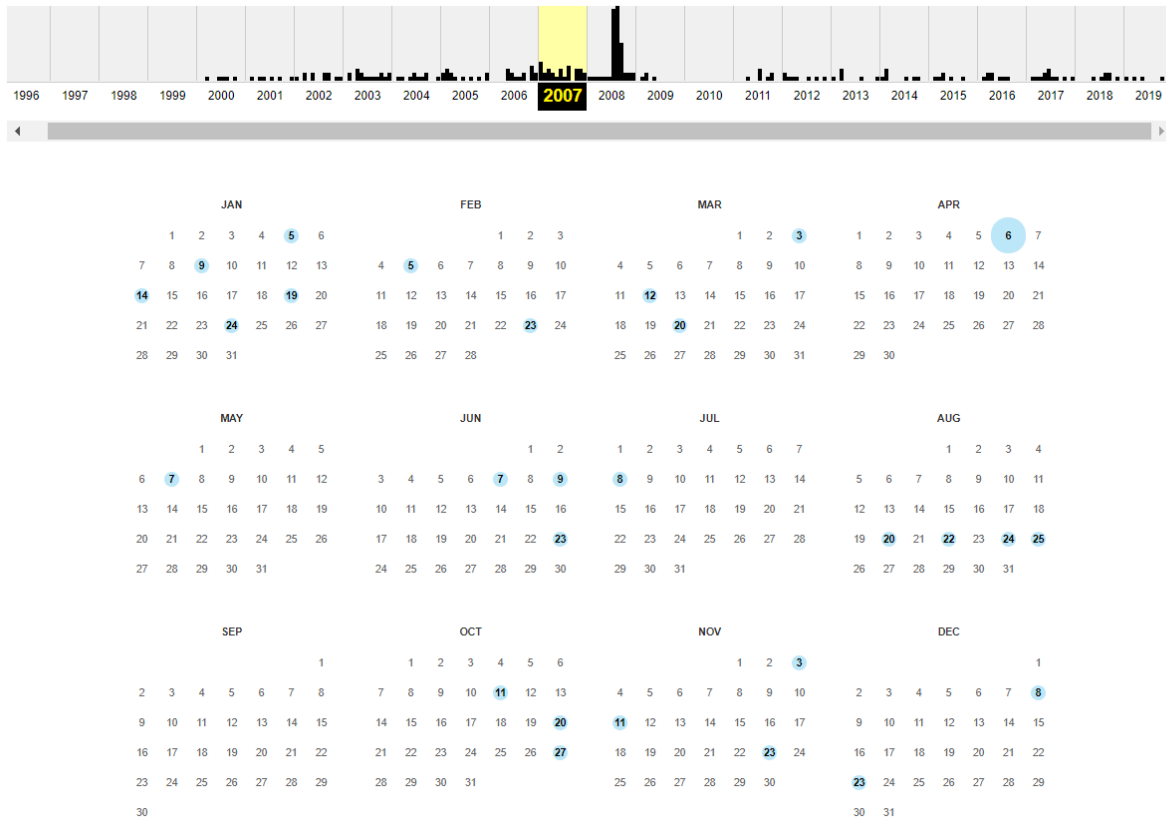 1996 1997 1998 1999 2000 2001 2002 2003 2004 2005 2006 2007 2008 2009 2010 2011 2012 2013 2014 2015 2016 2017 2018 2019
JAN FEB MAR APR
1 2 3 4 5 6 1 2 3 1 2 3 1 2 3 4 5 6 7
7 8 9 10 11 12 13 4 5 6 7 8 9 10 4 5 6 7 8 9 10 8 9 10 11 12 13 14
14 15 16 17 18 19 20 11 12 13 14 15 16 17 11 12 13 14 15 16 17 15 16 17 18 19 20 21
21 22 23 24 25 26 27 18 19 20 21 22 23 24 18 19 20 21 22 23 24 22 23 24 25 26 27 28
28 29 30 31 25 26 27 28 25 26 27 28 29 30 31 29 30
MAY JUN JUL AUG
1 2 3 4 5 1 2 1 2 3 4 5 6 7 1 2 3 4
6 7 8 9 10 11 12 3 4 5 6 7 8 9 8 9 10 11 12 13 14 5 6 7 8 9 10 11
13 14 15 16 17 18 19 10 11 12 13 14 15 16 15 16 17 18 19 20 21 12 13 14 15 16 17 18
20 21 22 23 24 25 26 17 18 19 20 21 22 23 22 23 24 25 26 27 28 19 20 21 22 23 24 25
27 28 29 30 31 24 25 26 27 28 29 30 29 30 31 26 27 28 29 30 31
SEP OCT NOV DEC
1 1 2 3 4 5 6 1 2 3 1
2 3 4 5 6 7 8 7 8 9 10 11 12 13 4 5 6 7 8 9 10 2 3 4 5 6 7 8
9 10 11 12 13 14 15 14 15 16 17 18 19 20 11 12 13 14 15 16 17 9 10 11 12 13 14 15
16 17 18 19 20 21 22 21 22 23 24 25 26 27 18 19 20 21 22 23 24 16 17 18 19 20 21 22
23 24 25 26 27 28 29 28 29 30 31 25 26 27 28 29 30 23 24 25 26 27 28 29
30 30 31